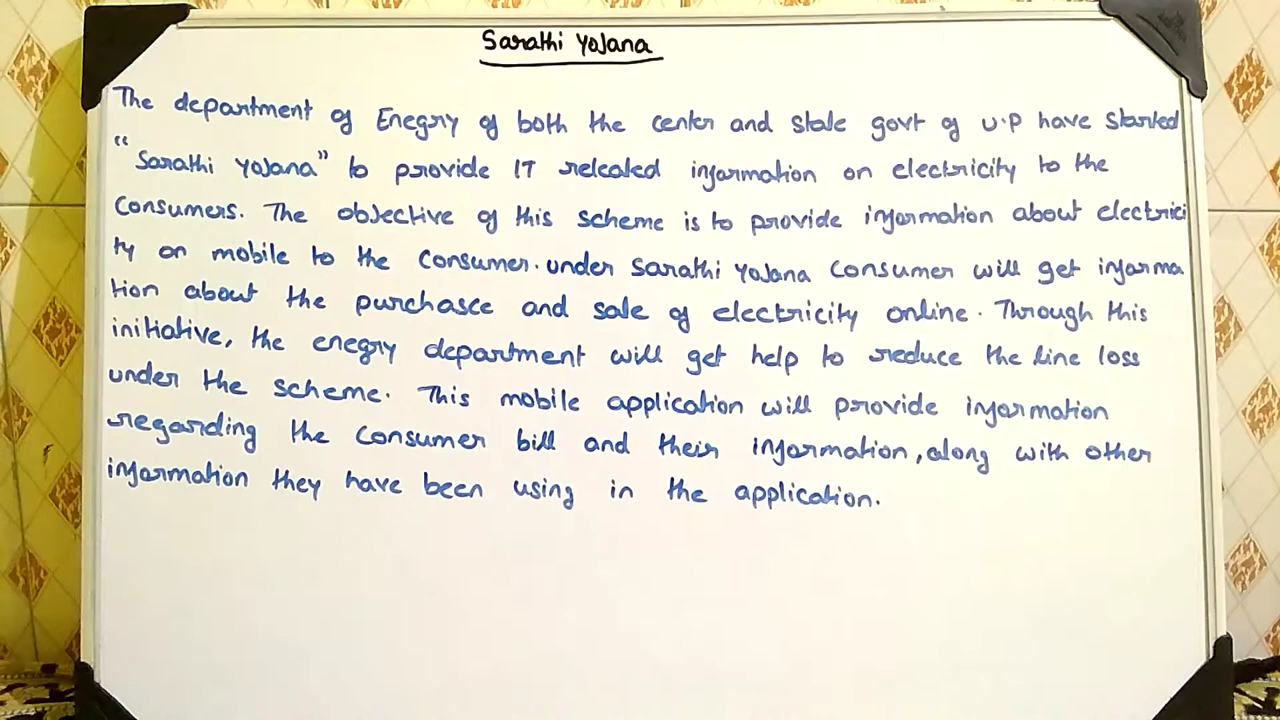 Sarathi Yojana
The department of Enegry of both the center and state govt of U.P have started
"Sarathi Yojana" to provide IT releated information on electricity to the
Consumers. The objective of this scheme is to provide information about electrici
ty on mobile to the consumer. under Sarathi Yojana Consumer will get informa
tion about the purchasce and sale of electricity online. Through this
initiative, the enegry department will get help to reduce the line loss
under the scheme. This mobile application will provide information
regarding the Consumer bill and their information, along with other
information they have been using in the application.